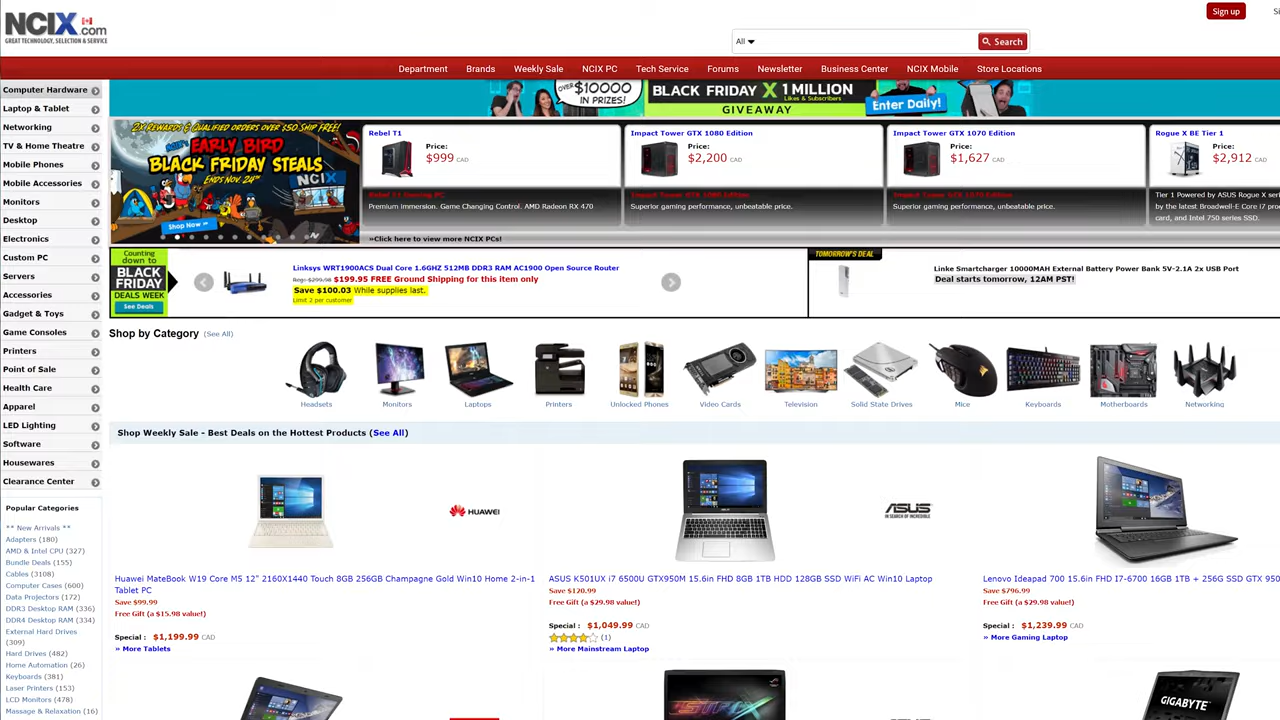 NCIX.com
GREAT TECHNOLOGY, SELECTION & SERVICE
Sign up
All
Search
Department
Brands
Weekly Sale
NCIX PC
Tech Service
Forums
Newsletter
Business Center
NCIX Mobile
Store Locations
Computer Hardware
Laptop & Tablet
Networking
TV & Home Theatre
Mobile Phones
Mobile Accessories
Monitors
Desktop
Electronics
Custom PC
Servers
Accessories
Gadget & Toys
Game Consoles
Printers
Point of Sale
Health Care
Apparel
LED Lighting
Software
Housewares
Clearance Center
Popular Categories
** New Arrivals **
Adapters (180)
AMD & Intel CPU (327)
Bundle Deals (155)
Cables (3108)
Computer Cases (600)
Data Projectors (172)
DDR3 Desktop RAM (336)
DDR4 Desktop RAM (334)
External Hard Drives
(309)
Hard Drives (482)
Home Automation (26)
Keyboards (381)
Laser Printers (153)
LCD Monitors (478)
Massage & Relaxation (16)
OVER $10000
IN PRIZES!
BLACK FRIDAY X 1 MILLION
Likes & Subscribers
GIVEAWAY
Enter Daily!
2X REWARDS & QUALIFIED ORDERS OVER $50 SHIP FREE!
NCIX
EARLY BIRD
BLACK FRIDAY STEALS
ENDS NOV. 24TH
NCIX
Shop Now >>
Rebel T1
Price:
$999 CAD
Rebel T1 Gaming PC
Premium immersion. Game Changing Control. AMD Radeon RX 470
Impact Tower GTX 1080 Edition
Price:
$2,200 CAD
Impact Tower GTX 1080 Edition
Superior gaming performance, unbeatable price.
Impact Tower GTX 1070 Edition
Price:
$1,627 CAD
Impact Tower GTX 1070 Edition
Superior gaming performance, unbeatable price.
Rogue X BE Tier 1
Price:
$2,912 CAD
Tier 1 Powered by ASUS Rogue X seri
by the latest Broadwell-E Core i7 proc
card, and Intel 750 series SSD.
»Click here to view more NCIX PCs!
Counting
down to
BLACK
FRIDAY
DEALS WEEK
See Deals
Linksys WRT1900ACS Dual Core 1.6GHZ 512MB DDR3 RAM AC1900 Open Source Router
Reg: $299.98 $199.95 FREE Ground Shipping for this item only
Save $100.03 While supplies last.
Limit 2 per customer
TOMORROW'S DEAL
Linke Smartcharger 10000MAH External Battery Power Bank 5V-2.1A 2x USB Port
Deal starts tomorrow, 12AM PST!
Shop by Category (See All)
Headsets
Monitors
Laptops
Printers
Unlocked Phones
Video Cards
Television
Solid State Drives
Mice
Keyboards
Motherboards
Networking
Shop Weekly Sale - Best Deals on the Hottest Products (See All)
HUAWEI
Huawei MateBook W19 Core M5 12" 2160X1440 Touch 8GB 256GB Champagne Gold Win10 Home 2-in-1
Tablet PC
Save $99.99
Free Gift (a $15.98 value!)
Special : $1,199.99 CAD
» More Tablets
ASUS
IN SEARCH OF INCREDIBLE
ASUS K501UX i7 6500U GTX950M 15.6in FHD 8GB 1TB HDD 128GB SSD WiFi AC Win10 Laptop
Save $120.99
Free Gift (a $29.98 value!)
Special : $1,049.99 CAD
(1)
» More Mainstream Laptop
Lenovo Ideapad 700 15.6in FHD I7-6700 16GB 1TB + 256G SSD GTX 950
Save $796.99
Free Gift (a $29.98 value!)
Special : $1,239.99 CAD
» More Gaming Laptop
GIGABYTE